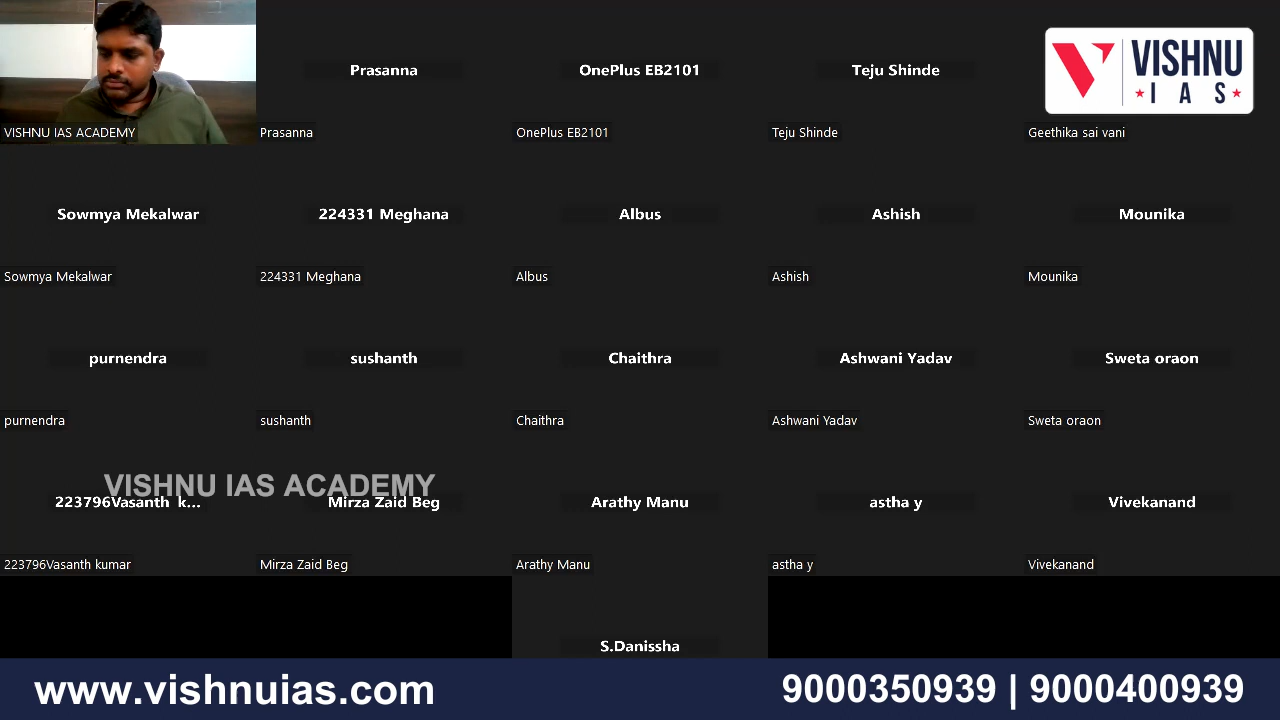 VISHNU IAS ACADEMY
Prasanna
Prasanna
OnePlus EB2101
OnePlus EB2101
Teju Shinde
Teju Shinde
VISHNU
IAS
Geethika sai vani
Sowmya Mekalwar
Sowmya Mekalwar
224331 Meghana
224331 Meghana
Albus
Albus
Ashish
Ashish
Mounika
Mounika
purnendra
purnendra
sushanth
sushanth
Chaithra
Chaithra
Ashwani Yadav
Ashwani Yadav
Sweta oraon
Sweta oraon
VISHNU IAS ACADEMY
223796Vasanth k...
223796Vasanth kumar
Mirza Zaid Beg
Mirza Zaid Beg
Arathy Manu
Arathy Manu
astha y
astha y
Vivekanand
Vivekanand
S.Danissha
www.vishnuias.com
9000350939 | 9000400939